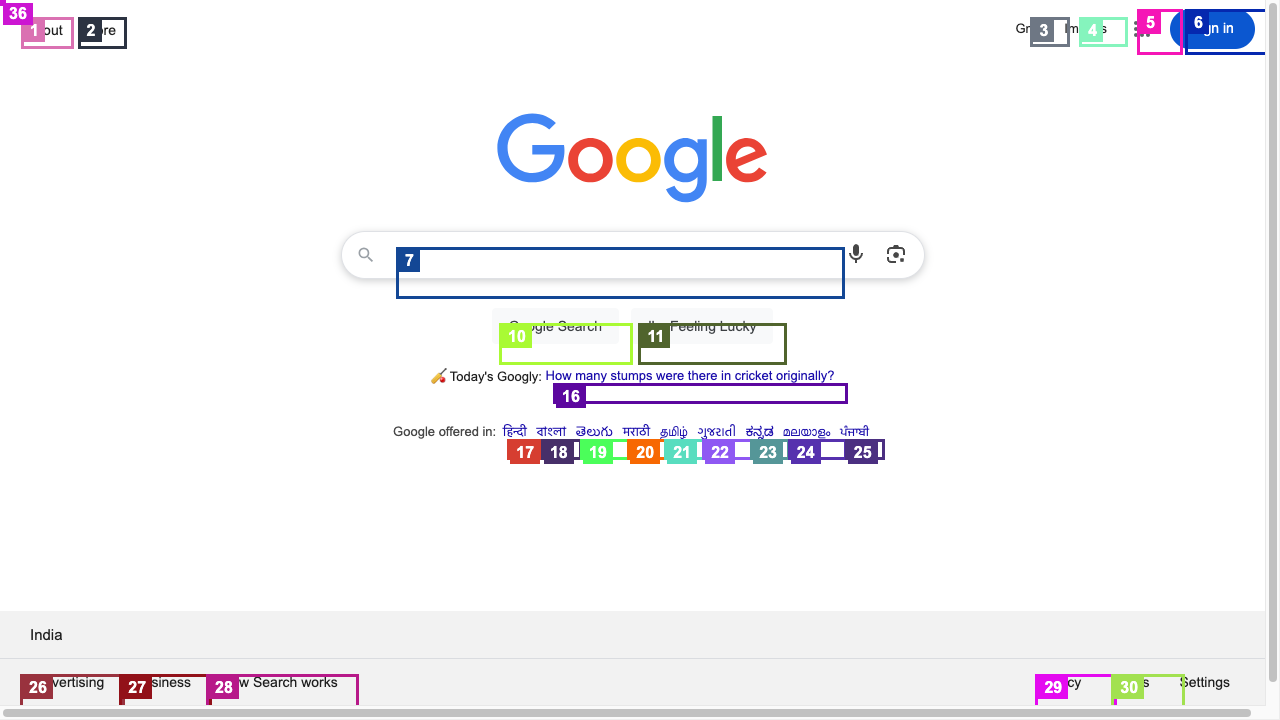 36
1 out 2 re Gr 3 Im 4 s 5 6 gn in
Google
7
10 ogle Search 11 Feeling Lucky
Today's Googly: How many stumps were there in cricket originally?
16
Google offered in: हिन्दी বাংলা తెలుగు मराठी தமிழ் ગુજરાતી ಕನ್ನಡ മലയാളം ਪੰਜਾਬੀ
17 18 19 20 21 22 23 24 25
India
26 vertising 27 siness 28 w Search works 29 cy 30 s Settings